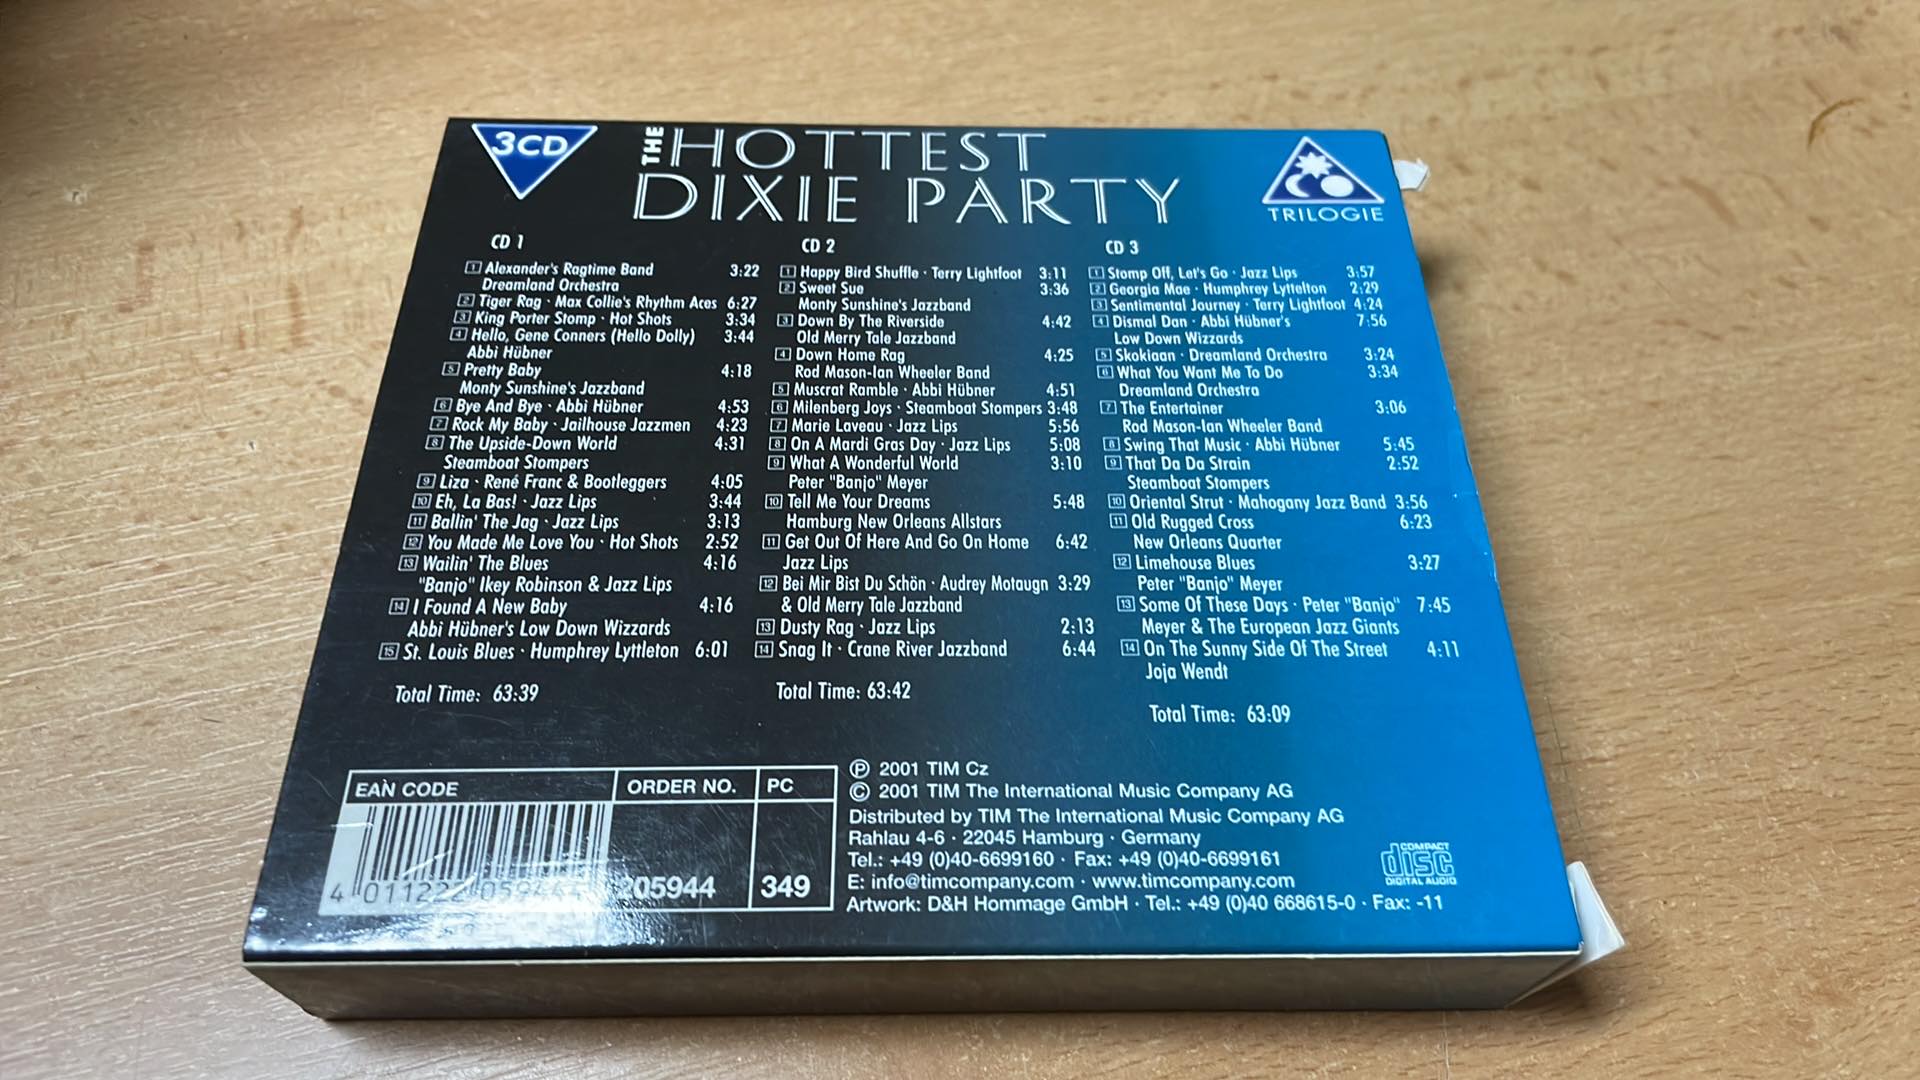 3CD
THE HOTTEST
DIXIE PARTY
TRILOGIE
CD 1
1 Alexander's Ragtime Band 3:22
Dreamland Orchestra
2 Tiger Rag · Max Collie's Rhythm Aces 6:27
3 King Porter Stomp · Hot Shots 3:34
4 Hello, Gene Conners (Hello Dolly) 3:44
Abbi Hübner
5 Pretty Baby 4:18
Monty Sunshine's Jazzband
6 Bye And Bye · Abbi Hübner 4:53
7 Rock My Baby · Jailhouse Jazzmen 4:23
8 The Upside-Down World 4:31
Steamboat Stompers
9 Liza · René Franc & Bootleggers 4:05
10 Eh, La Bas! · Jazz Lips 3:44
11 Ballin' The Jag · Jazz Lips 3:13
12 You Made Me Love You · Hot Shots 2:52
13 Wailin' The Blues 4:16
"Banjo" Ikey Robinson & Jazz Lips
14 I Found A New Baby 4:16
Abbi Hübner's Low Down Wizzards
15 St. Louis Blues · Humphrey Lyttleton 6:01
Total Time: 63:39
CD 2
1 Happy Bird Shuffle · Terry Lightfoot 3:11
2 Sweet Sue 3:36
Monty Sunshine's Jazzband
3 Down By The Riverside 4:42
Old Merry Tale Jazzband
4 Down Home Rag 4:25
Rod Mason-Ian Wheeler Band
5 Muscrat Ramble · Abbi Hübner 4:51
6 Milenberg Joys · Steamboat Stompers 3:48
7 Marie Laveau · Jazz Lips 5:56
8 On A Mardi Gras Day · Jazz Lips 5:08
9 What A Wonderful World 3:10
Peter "Banjo" Meyer
10 Tell Me Your Dreams 5:48
Hamburg New Orleans Allstars
11 Get Out Of Here And Go On Home 6:42
Jazz Lips
12 Bei Mir Bist Du Schön · Audrey Motaugn 3:29
& Old Merry Tale Jazzband
13 Dusty Rag · Jazz Lips 2:13
14 Snag It · Crane River Jazzband 6:44
Total Time: 63:42
CD 3
1 Stomp Off, Let's Go · Jazz Lips 3:57
2 Georgia Mae · Humphrey Lyttelton 2:29
3 Sentimental Journey · Terry Lightfoot 4:24
4 Dismal Dan · Abbi Hübner's 7:56
Low Down Wizzards
5 Skokiaan · Dreamland Orchestra 3:24
6 What You Want Me To Do 3:34
Dreamland Orchestra
7 The Entertainer 3:06
Rod Mason-Ian Wheeler Band
8 Swing That Music · Abbi Hübner 5:45
9 That Da Da Strain 2:52
Steamboat Stompers
10 Oriental Strut · Mahogany Jazz Band 3:56
11 Old Rugged Cross 6:23
New Orleans Quarter
12 Limehouse Blues 3:27
Peter "Banjo" Meyer
13 Some Of These Days · Peter "Banjo" 7:45
Meyer & The European Jazz Giants
14 On The Sunny Side Of The Street 4:11
Joja Wendt
Total Time: 63:09
EAN CODE ORDER NO. PC
4 011222 059444 205944 349
℗ 2001 TIM Cz
© 2001 TIM The International Music Company AG
Distributed by TIM The International Music Company AG
Rahlau 4-6 · 22045 Hamburg · Germany
Tel.: +49 (0)40-6699160 · Fax: +49 (0)40-6699161
E: info@timcompany.com · www.timcompany.com
Artwork: D&H Hommage GmbH · Tel.: +49 (0)40 668615-0 · Fax: -11
COMPACT
disc
DIGITAL AUDIO